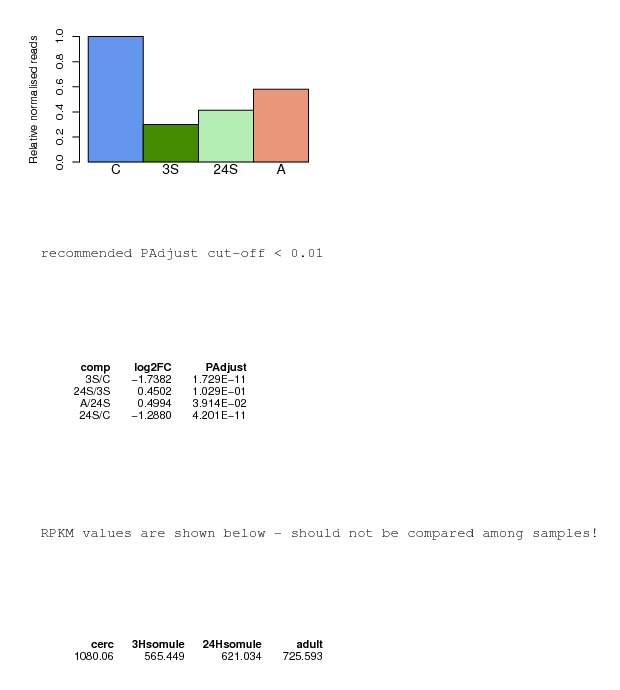 Relative normalised reads
1.0
0.8
0.6
0.4
0.2
0.0
C 3S 24S A
recommended PAdjust cut-off < 0.01
comp log2FC PAdjust
3S/C −1.7382 1.729E−11
24S/3S 0.4502 1.029E−01
A/24S 0.4994 3.914E−02
24S/C −1.2880 4.201E−11
RPKM values are shown below - should not be compared among samples!
cerc 3Hsomule 24Hsomule adult
1080.06 565.449 621.034 725.593